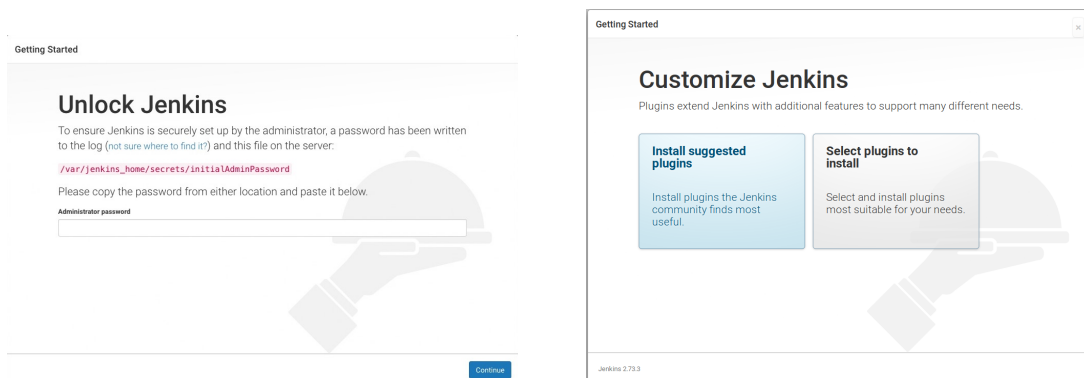 Getting Started
Unlock Jenkins
To ensure Jenkins is securely set up by the administrator, a password has been written
to the log (not sure where to find it?) and this file on the server:
/var/jenkins_home/secrets/initialAdminPassword
Please copy the password from either location and paste it below.
Administrator password
Continue
Getting Started
×
Customize Jenkins
Plugins extend Jenkins with additional features to support many different needs.
Install suggested
plugins
Install plugins the Jenkins
community finds most
useful.
Select plugins to
install
Select and install plugins
most suitable for your needs.
Jenkins 2.73.3